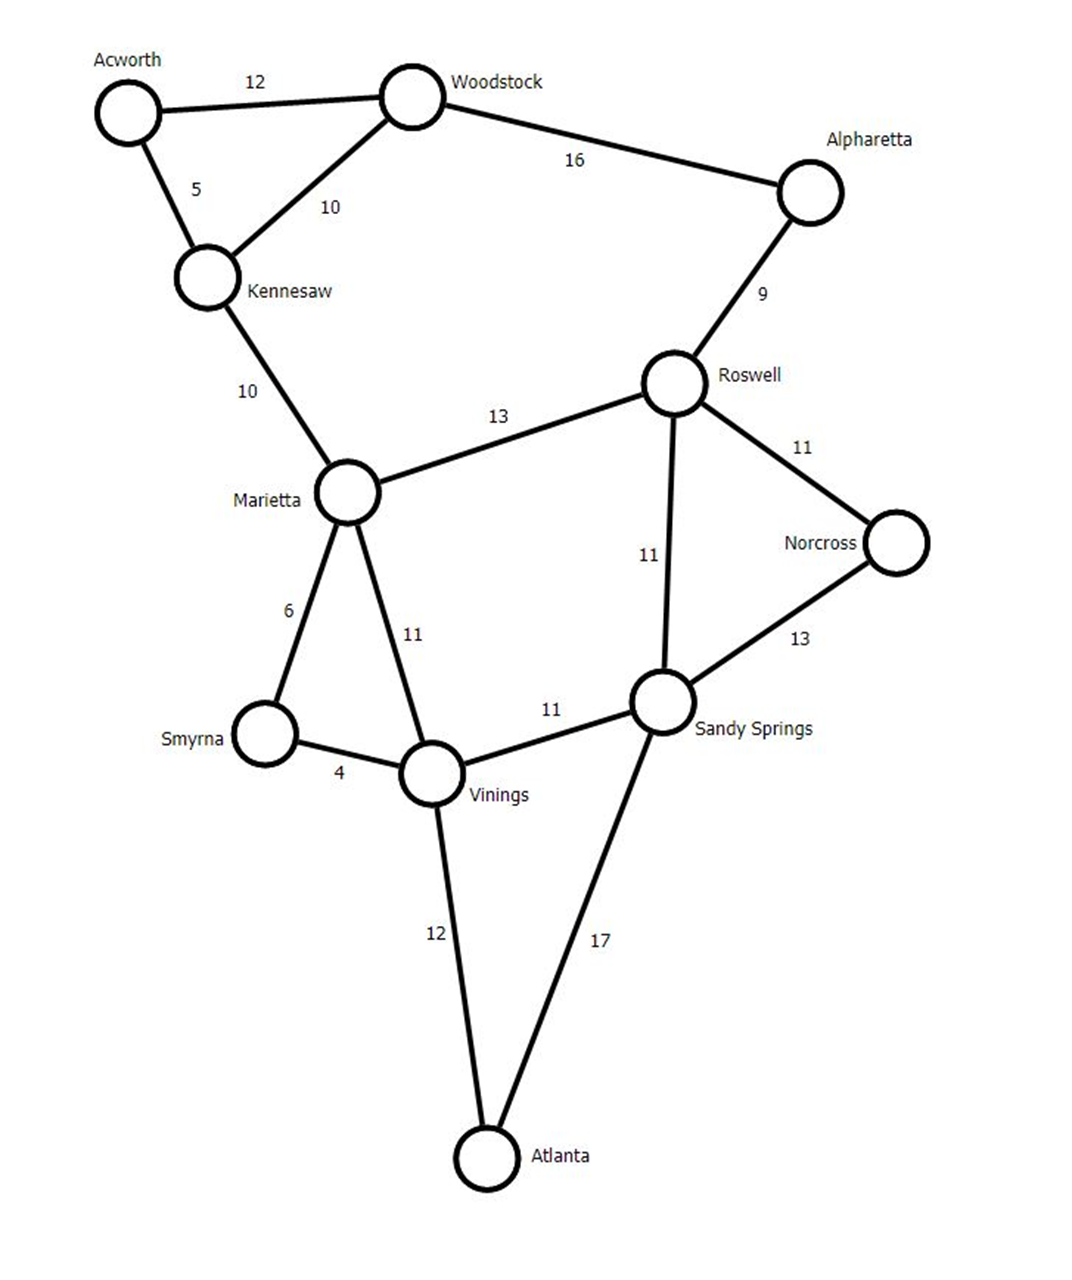 Acworth
12
Woodstock
Alpharetta
16
5
10
Kennesaw
9
Roswell
10
13
11
Marietta
Norcross
11
6
11
13
11
Smyrna
Sandy Springs
4
Vinings
12
17
Atlanta